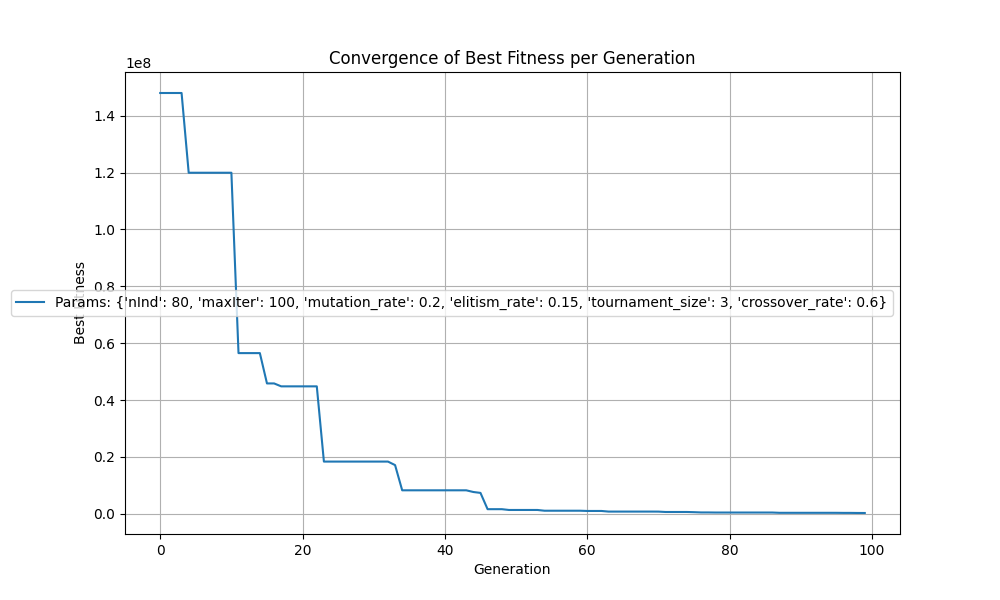 Convergence of Best Fitness per Generation
1e8
1.4
1.2
1.0
0.8
Params: {'nInd': 80, 'maxIter': 100, 'mutation_rate': 0.2, 'elitism_rate': 0.15, 'tournament_size': 3, 'crossover_rate': 0.6}
Best Fitness
0.6
0.4
0.2
0.0
0 20 40 60 80 100
Generation